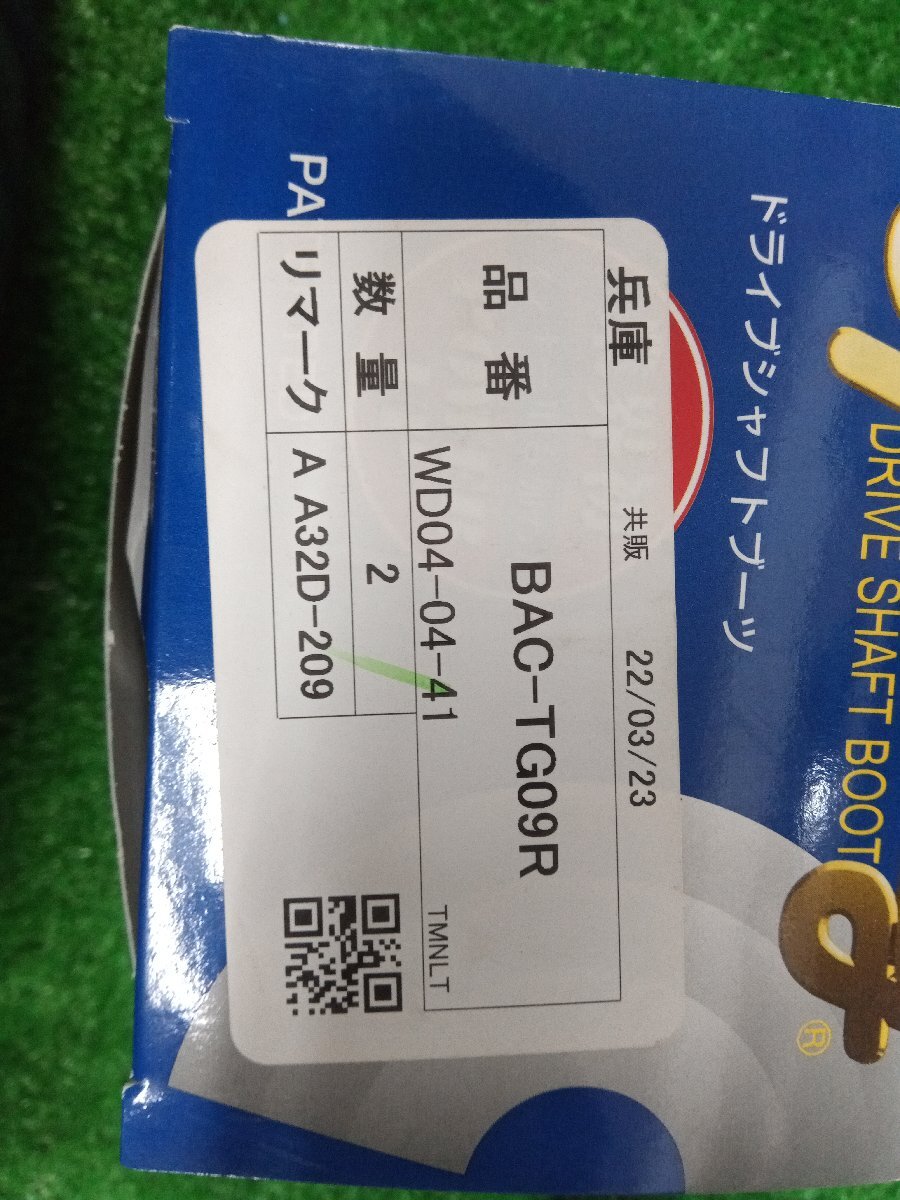 ドライブシャフトブーツ
DRIVE SHAFT BOOT
®
兵庫 共販 22/03/23
品番 BAC-TG09R
WD04-04-41 TMNLT
数量 2
リマーク A A32D-209
PA